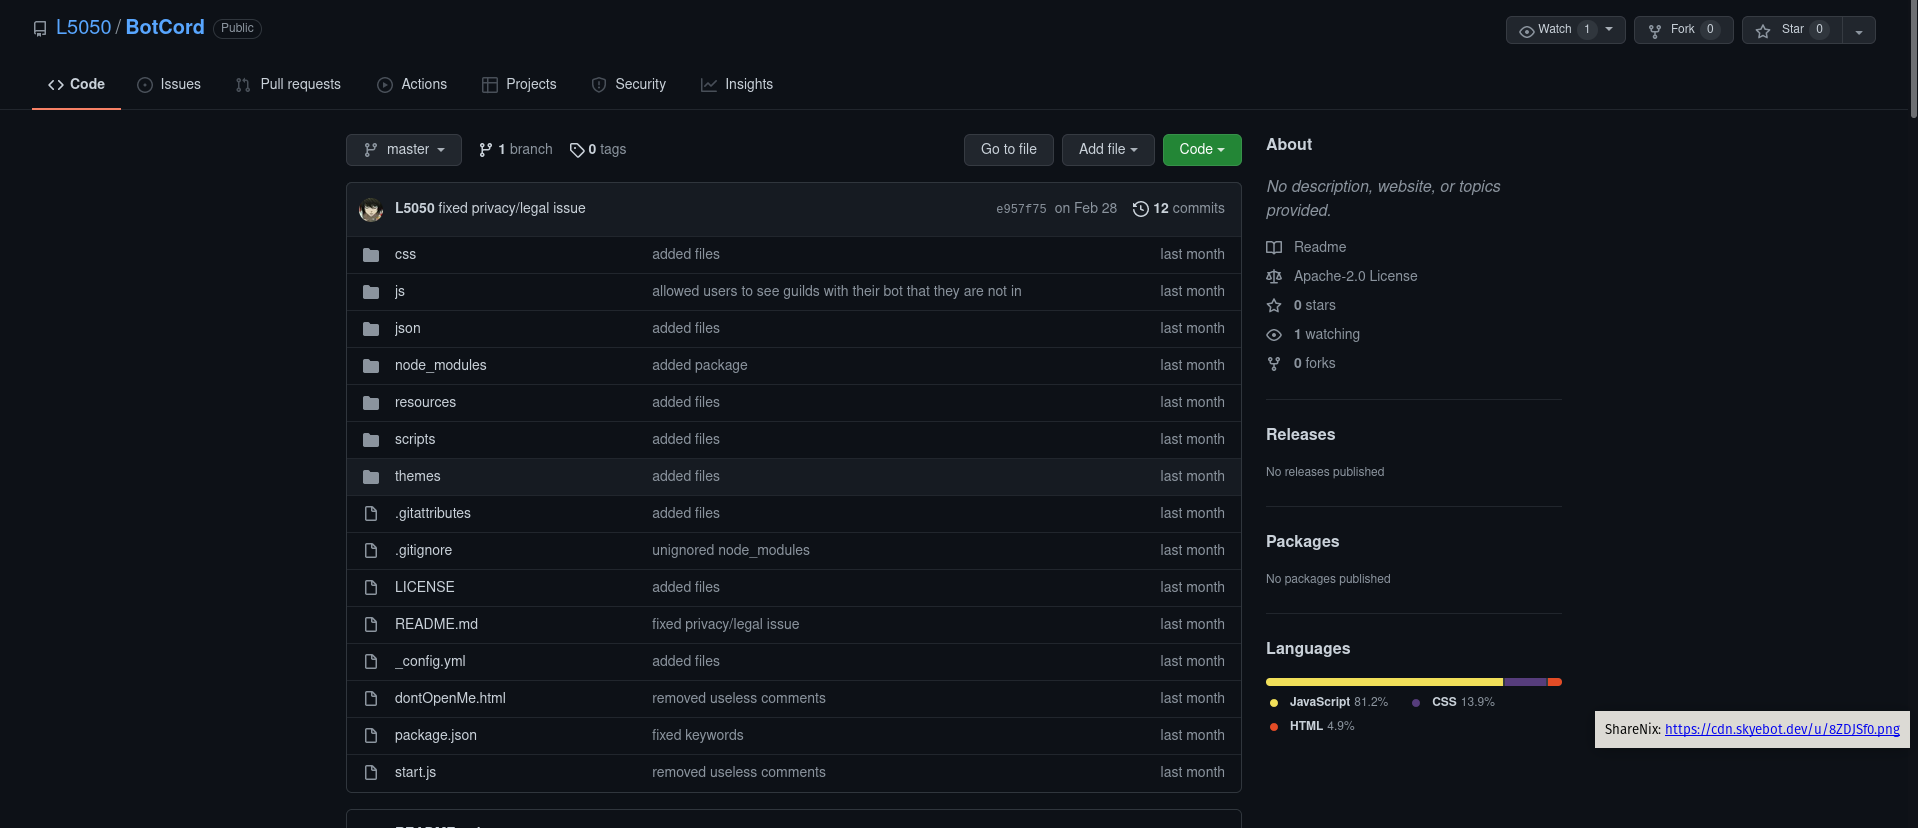 L5050 / BotCord Public
Watch 1 Fork 0 Star 0
Code Issues Pull requests Actions Projects Security Insights
master 1 branch 0 tags Go to file Add file Code
L5050 fixed privacy/legal issue e957f75 on Feb 28 12 commits
css added files last month
js allowed users to see guilds with their bot that they are not in last month
json added files last month
node_modules added package last month
resources added files last month
scripts added files last month
themes added files last month
.gitattributes added files last month
.gitignore unignored node_modules last month
LICENSE added files last month
README.md fixed privacy/legal issue last month
_config.yml added files last month
dontOpenMe.html removed useless comments last month
package.json fixed keywords last month
start.js removed useless comments last month
About
No description, website, or topics
provided.
Readme
Apache-2.0 License
0 stars
1 watching
0 forks
Releases
No releases published
Packages
No packages published
Languages
JavaScript 81.2% CSS 13.9%
HTML 4.9%
ShareNix: https://cdn.skyebot.dev/u/8ZDJSf0.png